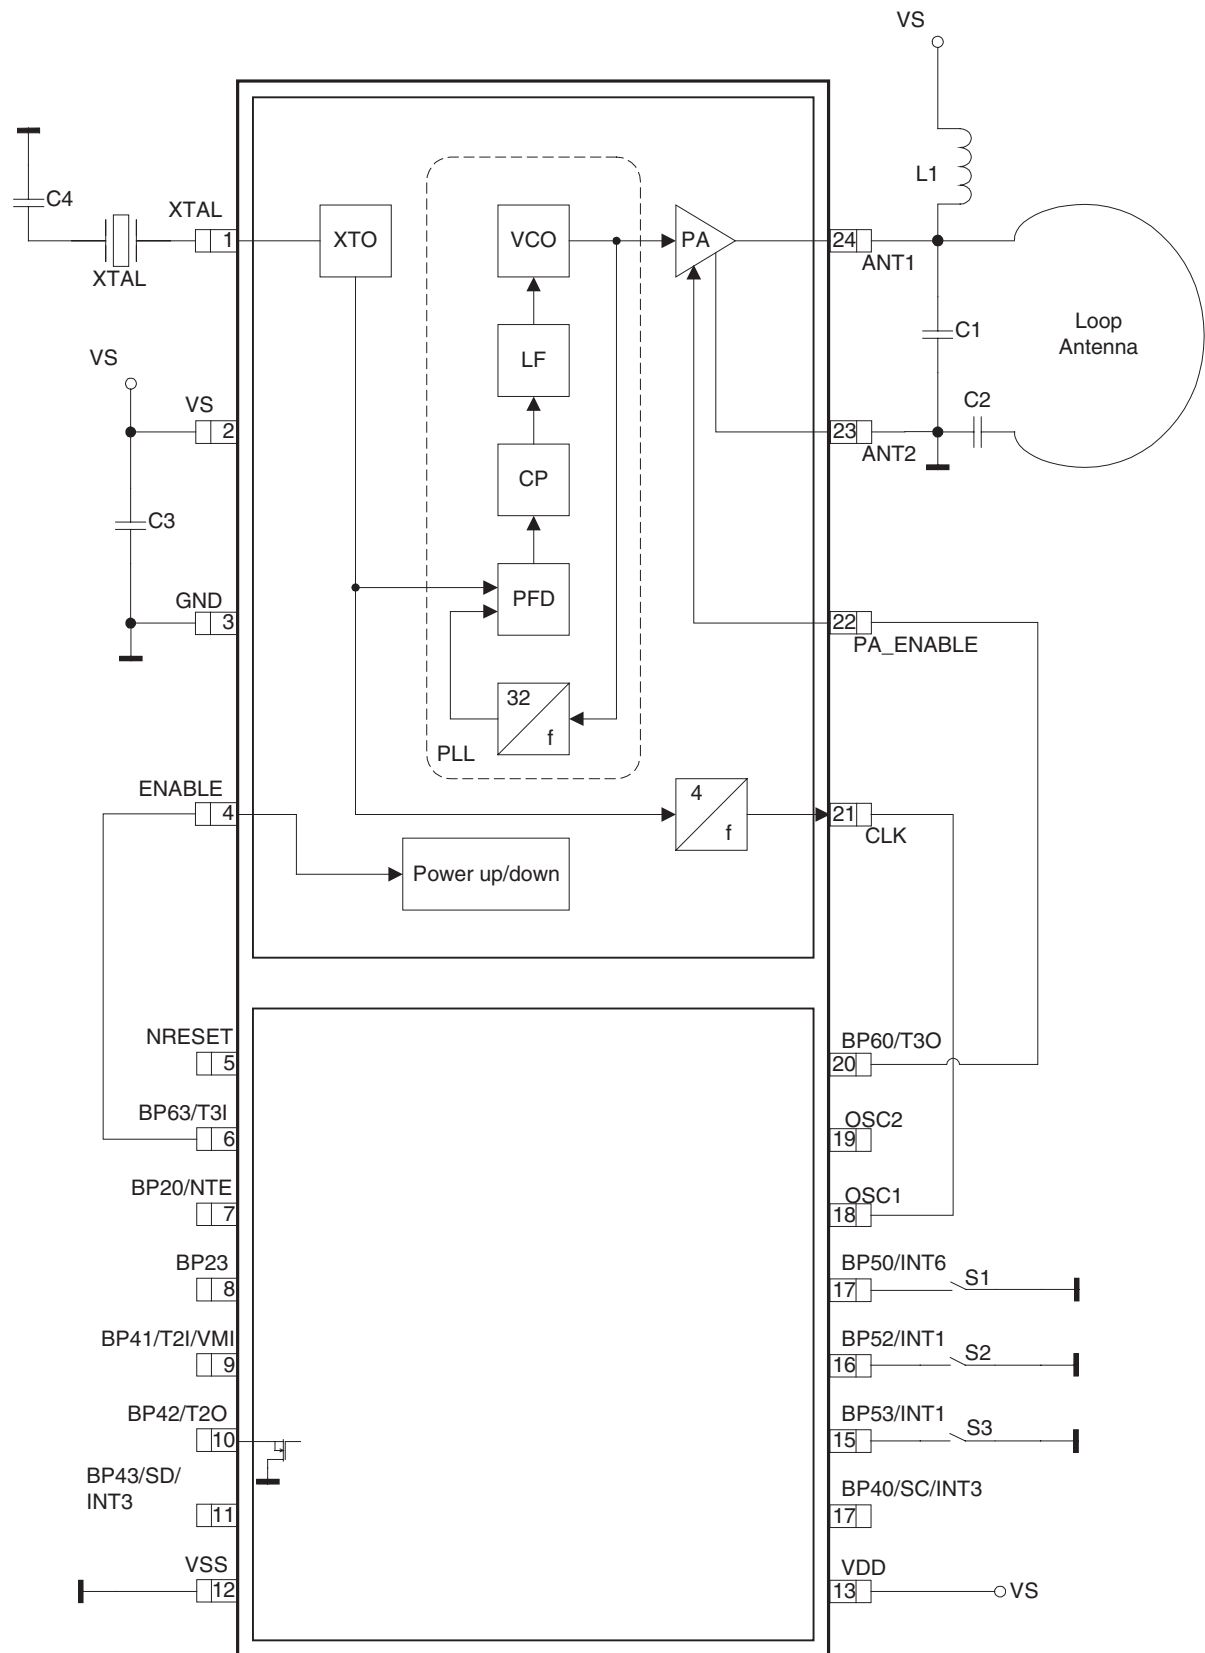 VS
L1
C4
XTAL
1
XTAL
XTO
VCO
PA
24
ANT1
LF
C1
Loop
Antenna
VS
VS
2
C2
23
ANT2
CP
C3
GND
3
PFD
22
PA_ENABLE
32
f
PLL
ENABLE
4
4
f
21
CLK
Power up/down
NRESET
5
BP60/T3O
20
BP63/T3I
6
OSC2
19
BP20/NTE
7
OSC1
18
BP23
8
BP50/INT6
17
S1
BP41/T2I/VMI
9
BP52/INT1
16
S2
BP42/T2O
10
BP53/INT1
15
S3
BP43/SD/
INT3
11
BP40/SC/INT3
17
VSS
12
VDD
13
VS